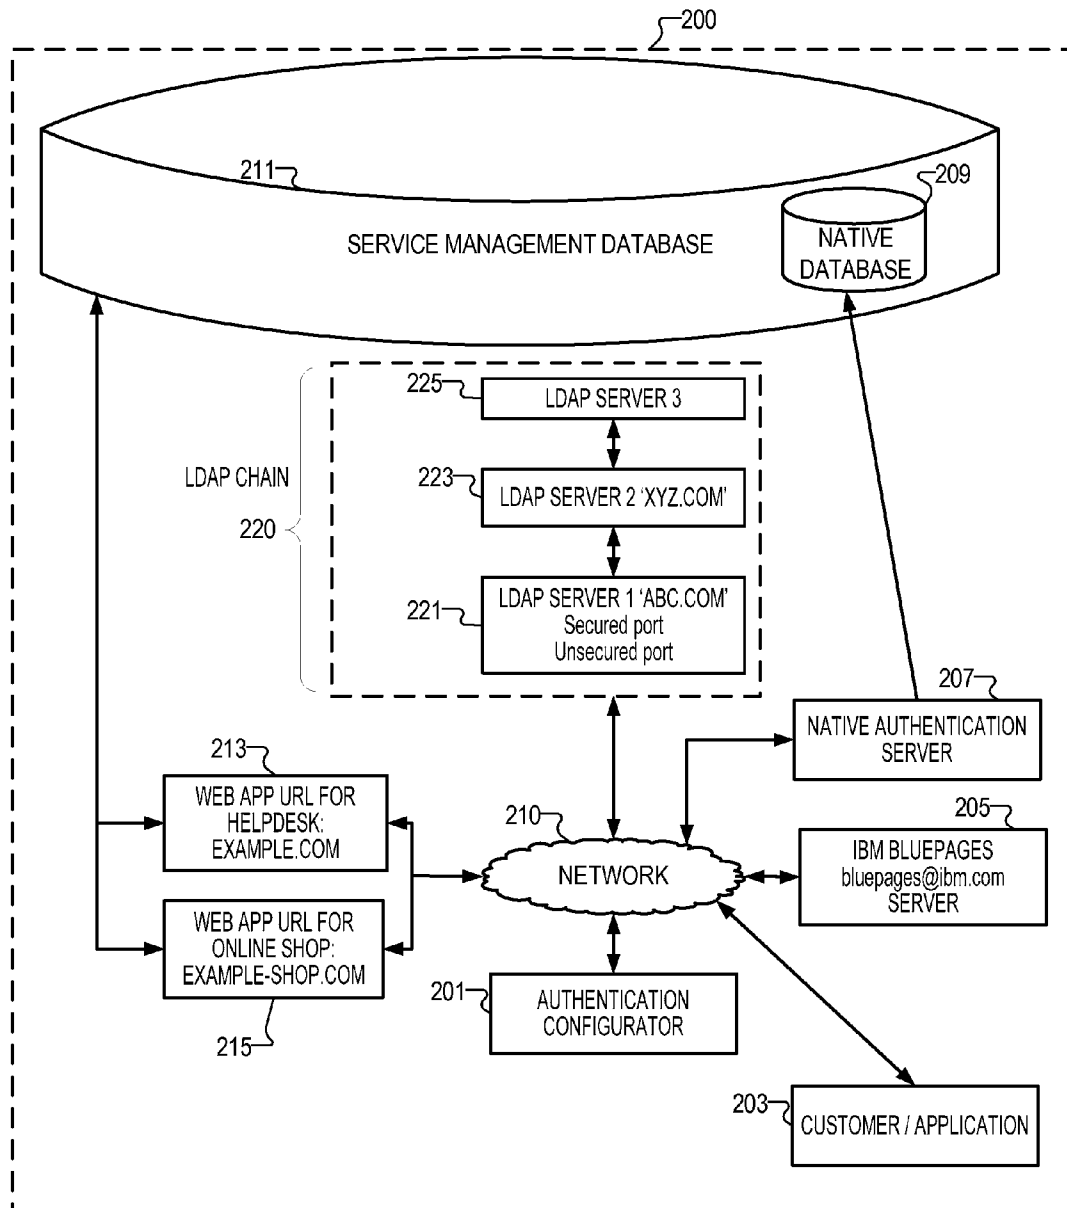 200
211
209
SERVICE MANAGEMENT DATABASE
NATIVE
DATABASE
225
LDAP SERVER 3
LDAP CHAIN
220
223
LDAP SERVER 2 ‘XYZ.COM’
221
LDAP SERVER 1 ‘ABC.COM’
Secured port
Unsecured port
207
NATIVE AUTHENTICATION
SERVER
213
WEB APP URL FOR
HELPDESK:
EXAMPLE.COM
210
NETWORK
205
IBM BLUEPAGES
bluepages@ibm.com
SERVER
WEB APP URL FOR
ONLINE SHOP:
EXAMPLE-SHOP.COM
215
201
AUTHENTICATION
CONFIGURATOR
203
CUSTOMER / APPLICATION